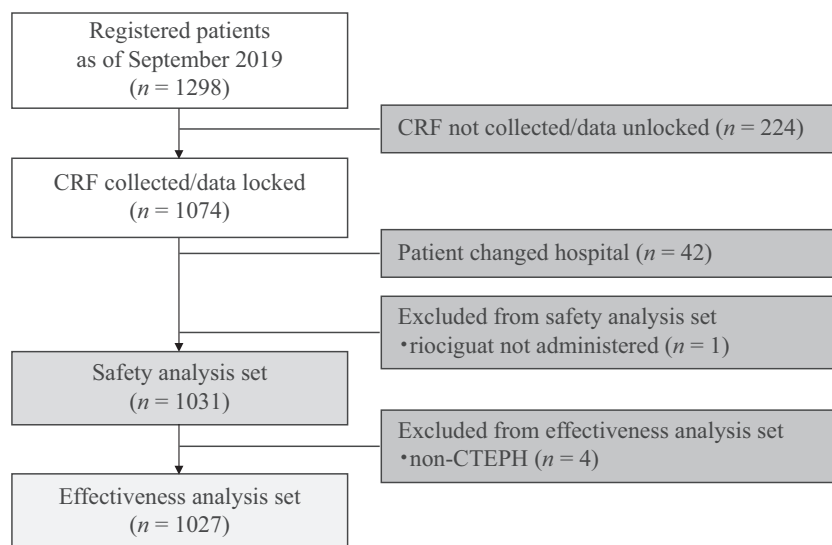 Registered patients
as of September 2019
(n = 1298)
CRF not collected/data unlocked (n = 224)
CRF collected/data locked
(n = 1074)
Patient changed hospital (n = 42)
Excluded from safety analysis set
・riociguat not administered (n = 1)
Safety analysis set
(n = 1031)
Excluded from effectiveness analysis set
・non-CTEPH (n = 4)
Effectiveness analysis set
(n = 1027)